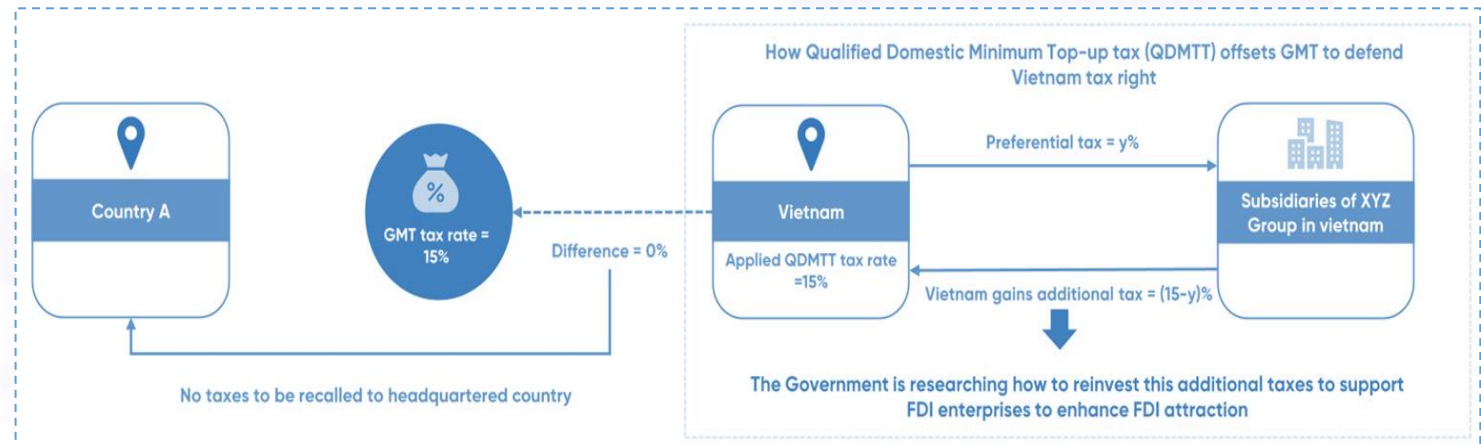 How Qualified Domestic Minimum Top-up tax (QDMTT) offsets GMT to defend
Vietnam tax right
Country A
%
GMT tax rate =
15%
Difference = 0%
No taxes to be recalled to headquartered country
Vietnam
Applied QDMTT tax rate
=15%
Preferential tax = y%
Vietnam gains additional tax = (15-y)%
Subsidiaries of XYZ
Group in vietnam
The Government is researching how to reinvest this additional taxes to support
FDI enterprises to enhance FDI attraction